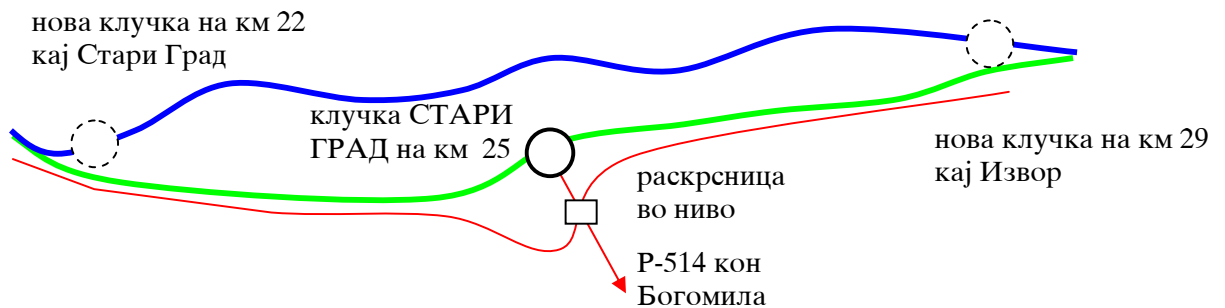 нова клучка на км 22
кај Стари Град
клучка СТАРИ
ГРАД на км 25
нова клучка на км 29
кај Извор
раскрсница
во ниво
Р-514 кон
Богомила